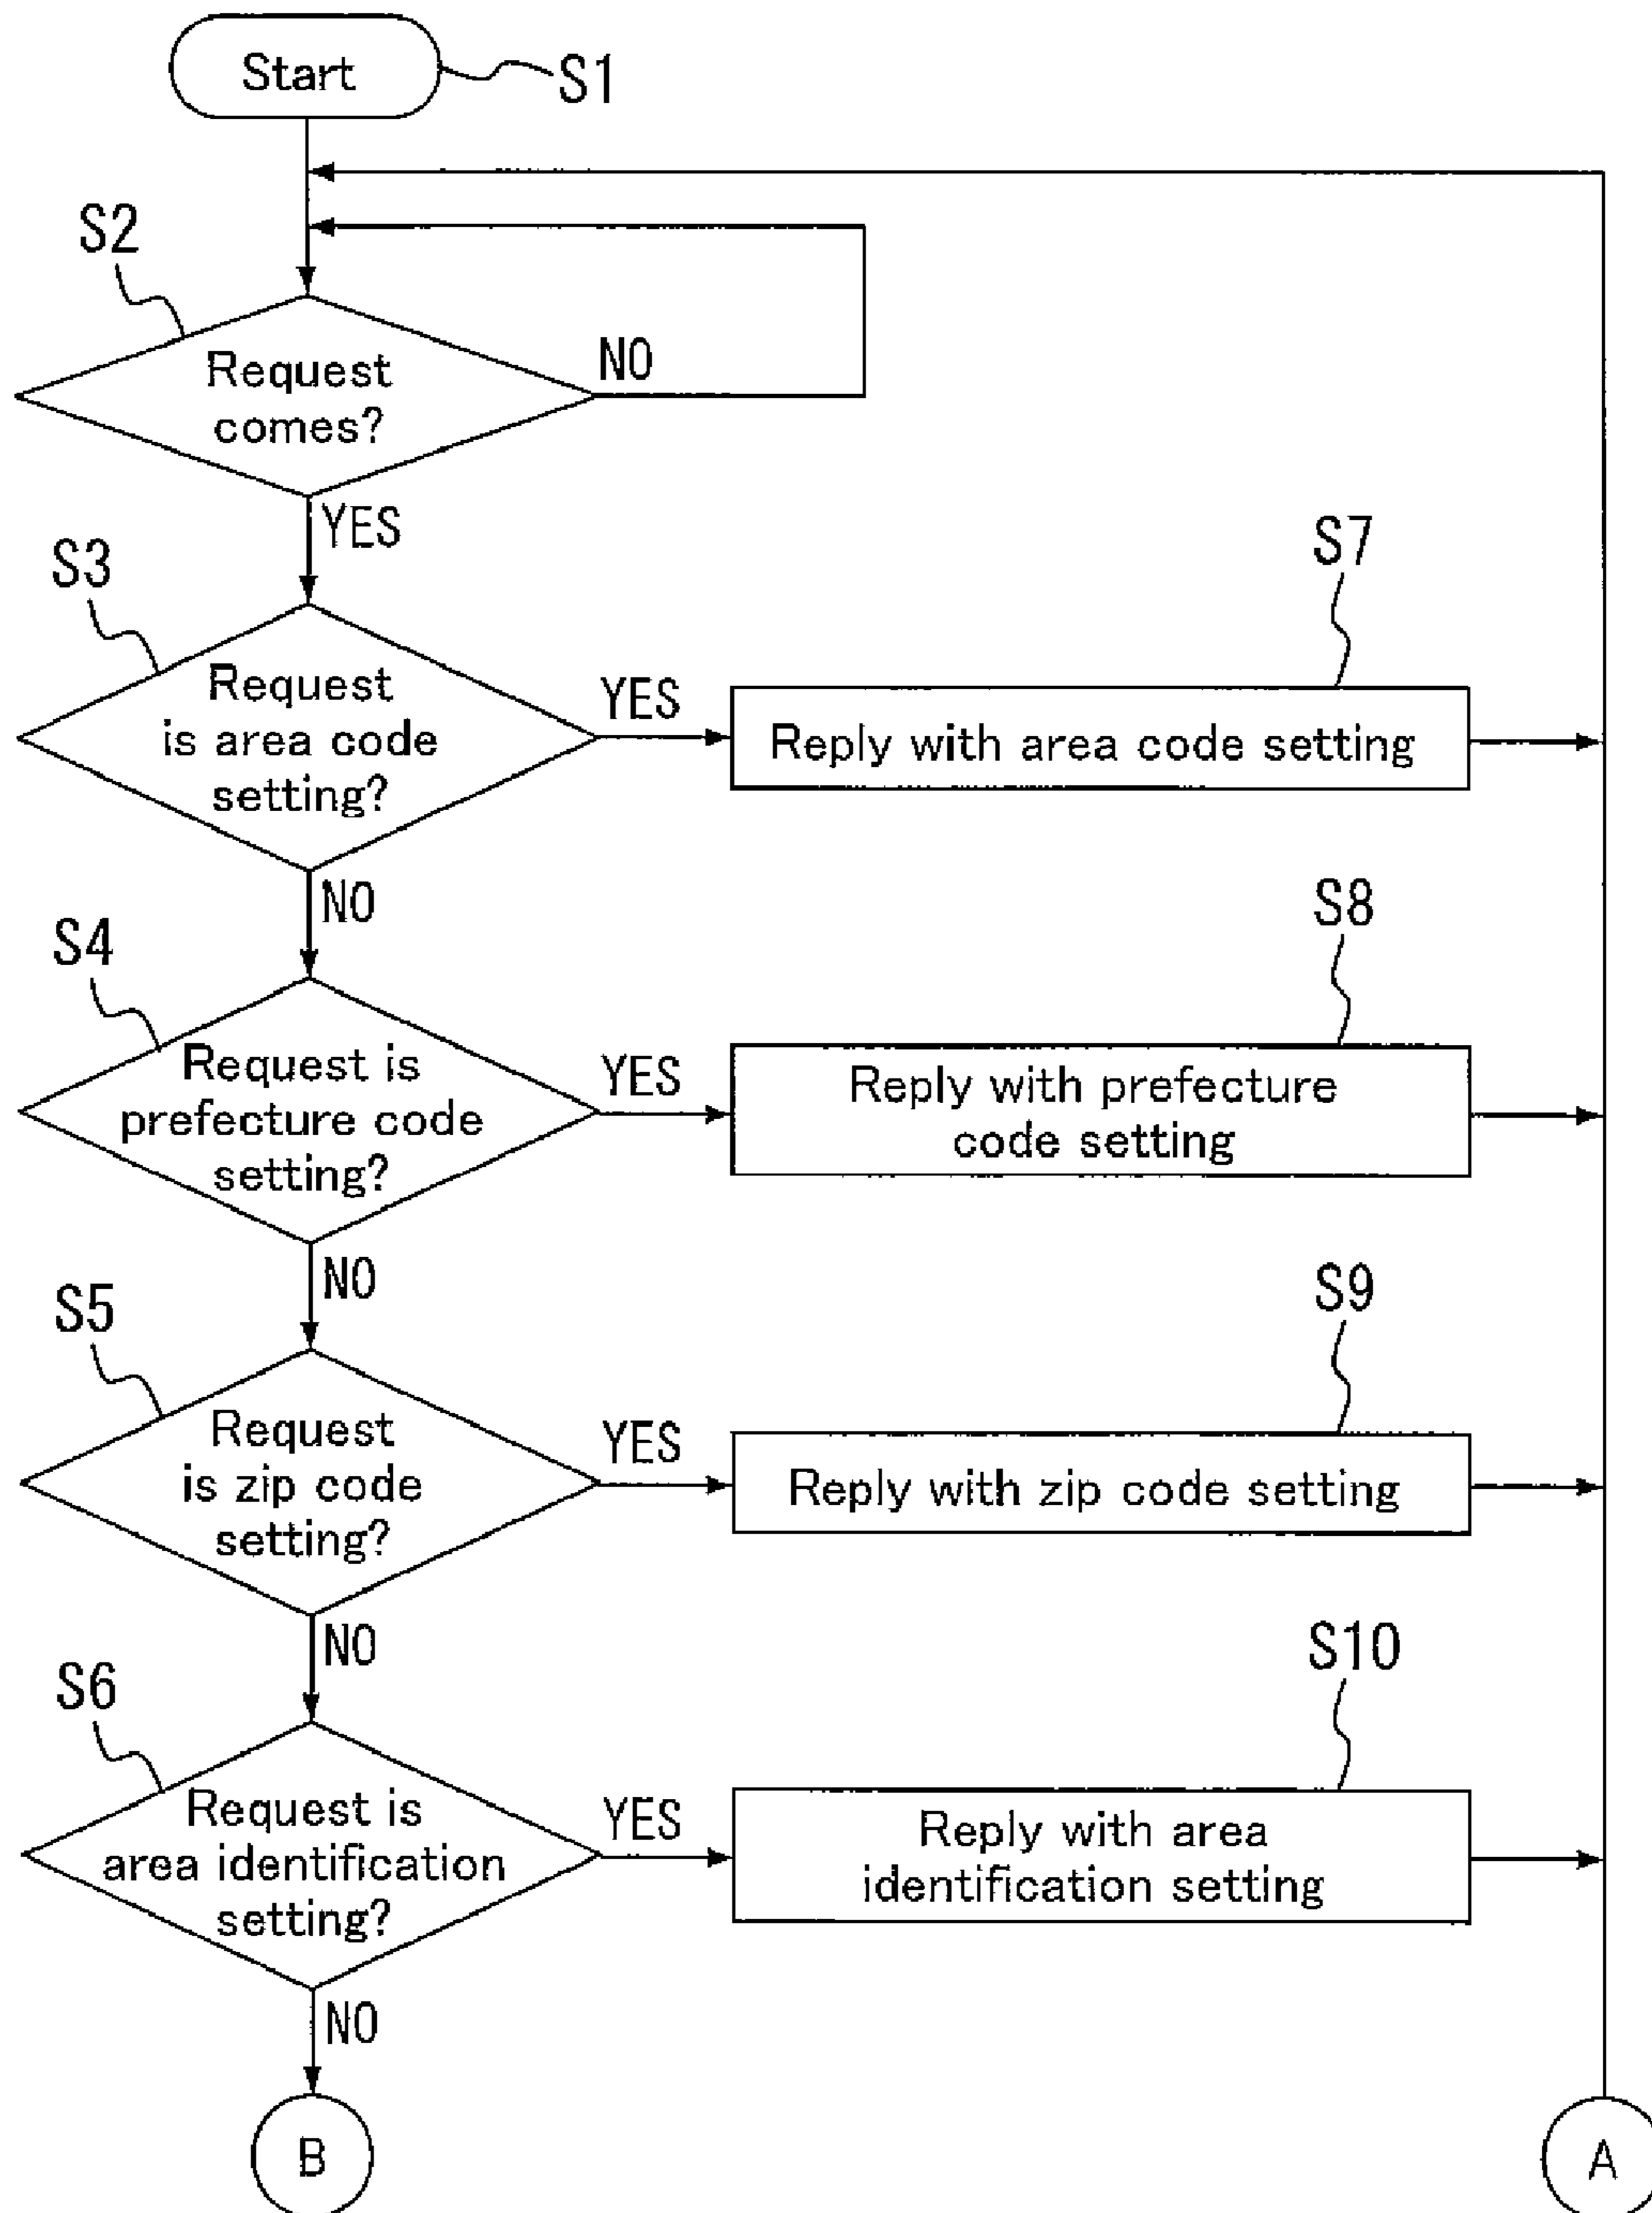 Start
S1
S2
Request
comes?
NO
YES
S3
Request
is area code
setting?
YES
S7
Reply with area code setting
NO
S4
Request is
prefecture code
setting?
YES
S8
Reply with prefecture
code setting
NO
S5
Request
is zip code
setting?
YES
S9
Reply with zip code setting
NO
S6
Request is
area identification
setting?
YES
S10
Reply with area
identification setting
NO
B
A